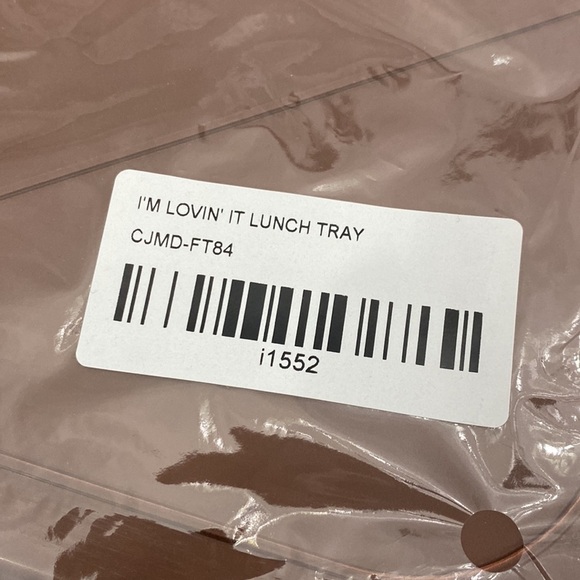 I'M LOVIN' IT LUNCH TRAY
CJMD-FT84
i1552